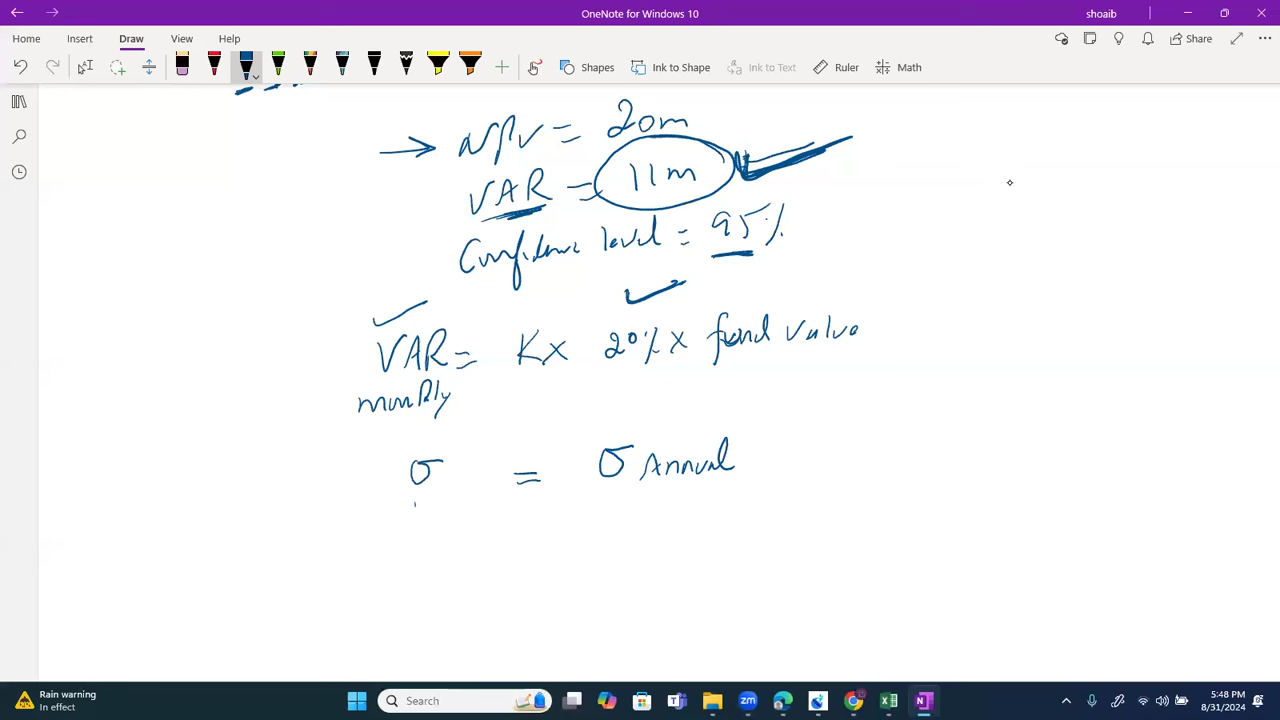 OneNote for Windows 10
shoaib
Home Insert Draw View Help
Share
Shapes Ink to Shape Ink to Text Ruler Math
→ NPV = 20m
VAR = 11m
Confidence level = 95%
VAR = K x 20% x fund value
monthly
σ = σ Annual
Rain warning
In effect
Search
5:48 PM
8/31/2024